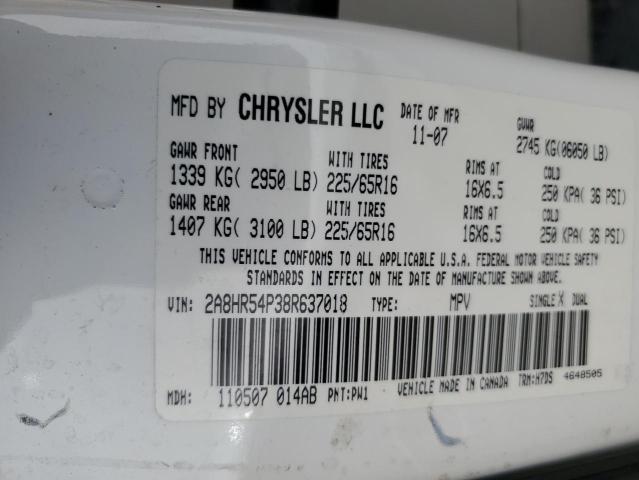 MFD BY CHRYSLER LLC DATE OF MFR 11-07 GVWR 2745 KG(06050 LB)
GAWR FRONT WITH TIRES RIMS AT COLD
1339 KG( 2950 LB) 225/65R16 16X6.5 250 KPA( 36 PSI)
GAWR REAR WITH TIRES RIMS AT COLD
1407 KG( 3100 LB) 225/65R16 16X6.5 250 KPA( 36 PSI)
THIS VEHICLE CONFORMS TO ALL APPLICABLE U.S.A. FEDERAL MOTOR VEHICLE SAFETY
STANDARDS IN EFFECT ON THE DATE OF MANUFACTURE SHOWN ABOVE.
VIN: 2A8HR54P38R637018 TYPE: MPV SINGLE X DUAL
MDH: 110507 014AB PNT:PW1 VEHICLE MADE IN CANADA TRM:H7DS 4648505